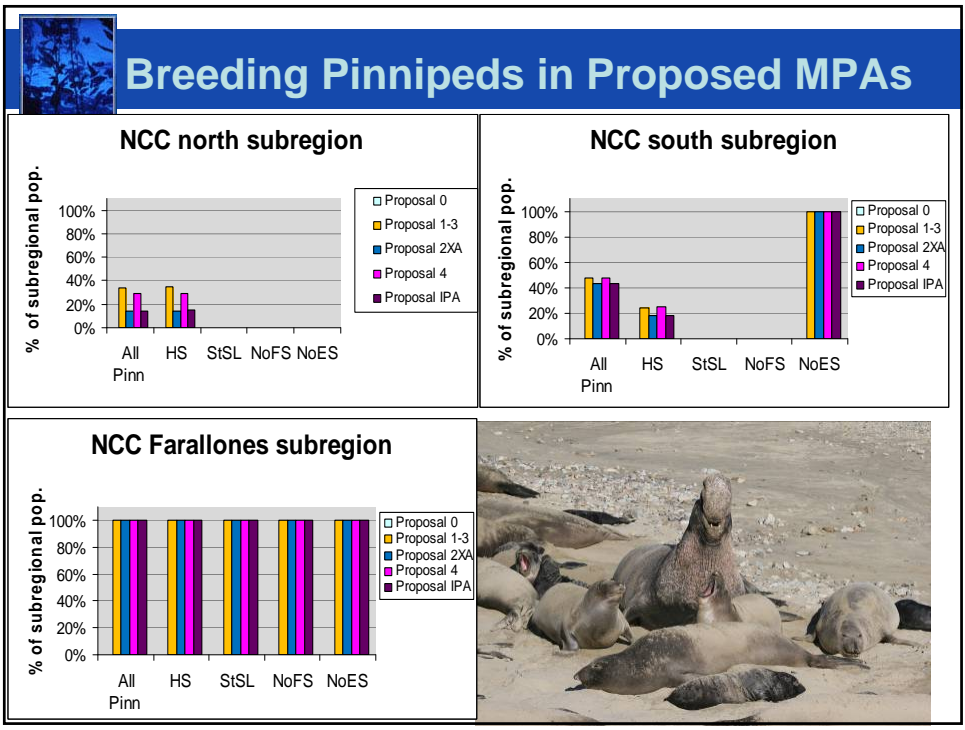 Breeding Pinnipeds in Proposed MPAs
NCC north subregion
% of subregional pop.
100%
80%
60%
40%
20%
0%
All Pinn
HS
StSL
NoFS
NoES
Proposal 0
Proposal 1-3
Proposal 2XA
Proposal 4
Proposal IPA
NCC south subregion
% of subregional pop.
100%
80%
60%
40%
20%
0%
All Pinn
HS
StSL
NoFS
NoES
Proposal 0
Proposal 1-3
Proposal 2XA
Proposal 4
Proposal IPA
NCC Farallones subregion
% of subregional pop.
100%
80%
60%
40%
20%
0%
All Pinn
HS
StSL
NoFS
NoES
Proposal 0
Proposal 1-3
Proposal 2XA
Proposal 4
Proposal IPA